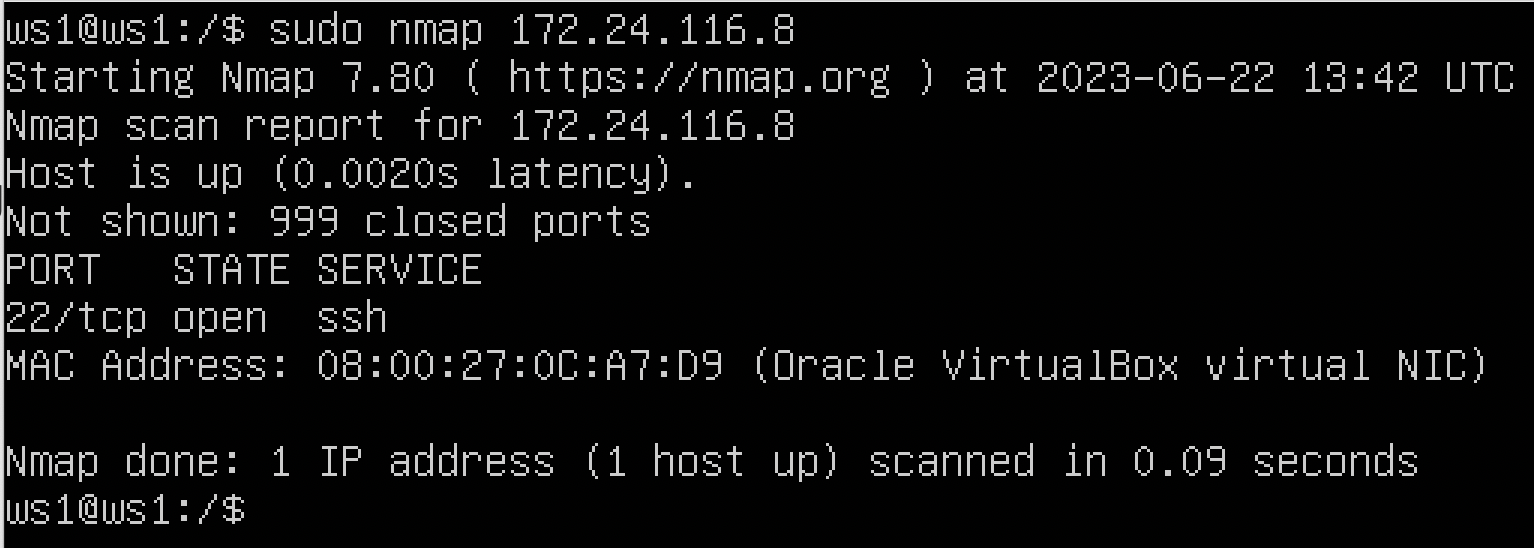 ws1@ws1:/$ sudo nmap 172.24.116.8
Starting Nmap 7.80 ( https://nmap.org ) at 2023-06-22 13:42 UTC
Nmap scan report for 172.24.116.8
Host is up (0.0020s latency).
Not shown: 999 closed ports
PORT   STATE SERVICE
22/tcp open  ssh
MAC Address: 08:00:27:0C:A7:D9 (Oracle VirtualBox virtual NIC)

Nmap done: 1 IP address (1 host up) scanned in 0.09 seconds
ws1@ws1:/$